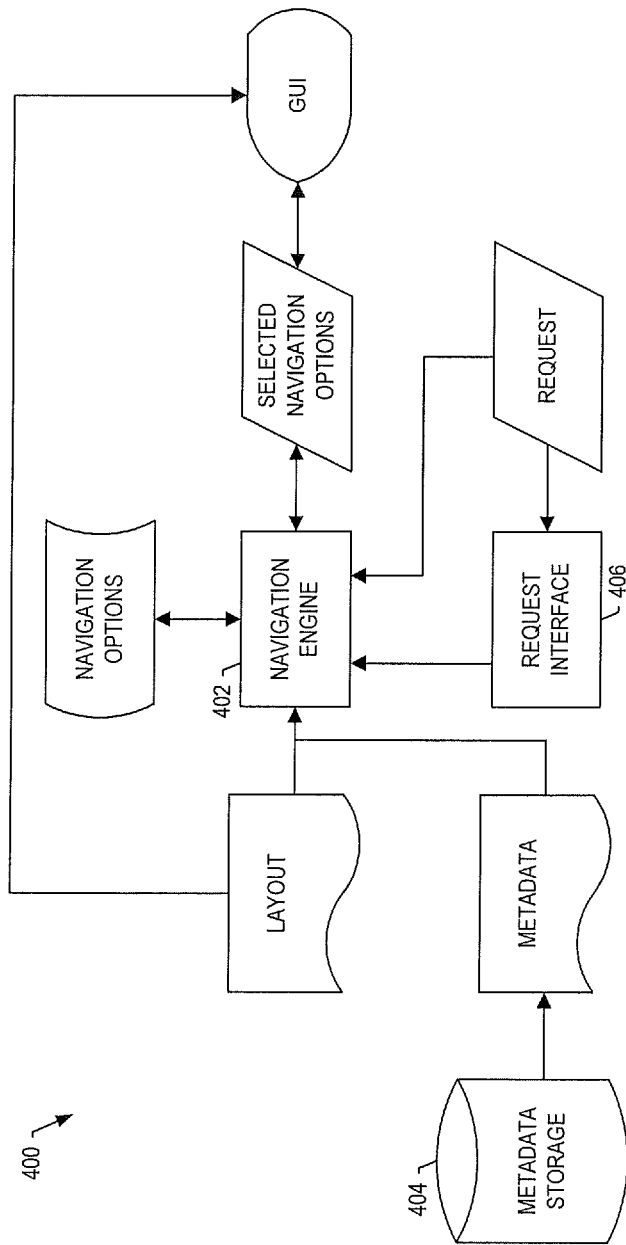 400
NAVIGATION
OPTIONS
LAYOUT
402
NAVIGATION
ENGINE
SELECTED
NAVIGATION
OPTIONS
GUI
404
METADATA
STORAGE
METADATA
REQUEST
INTERFACE
406
REQUEST